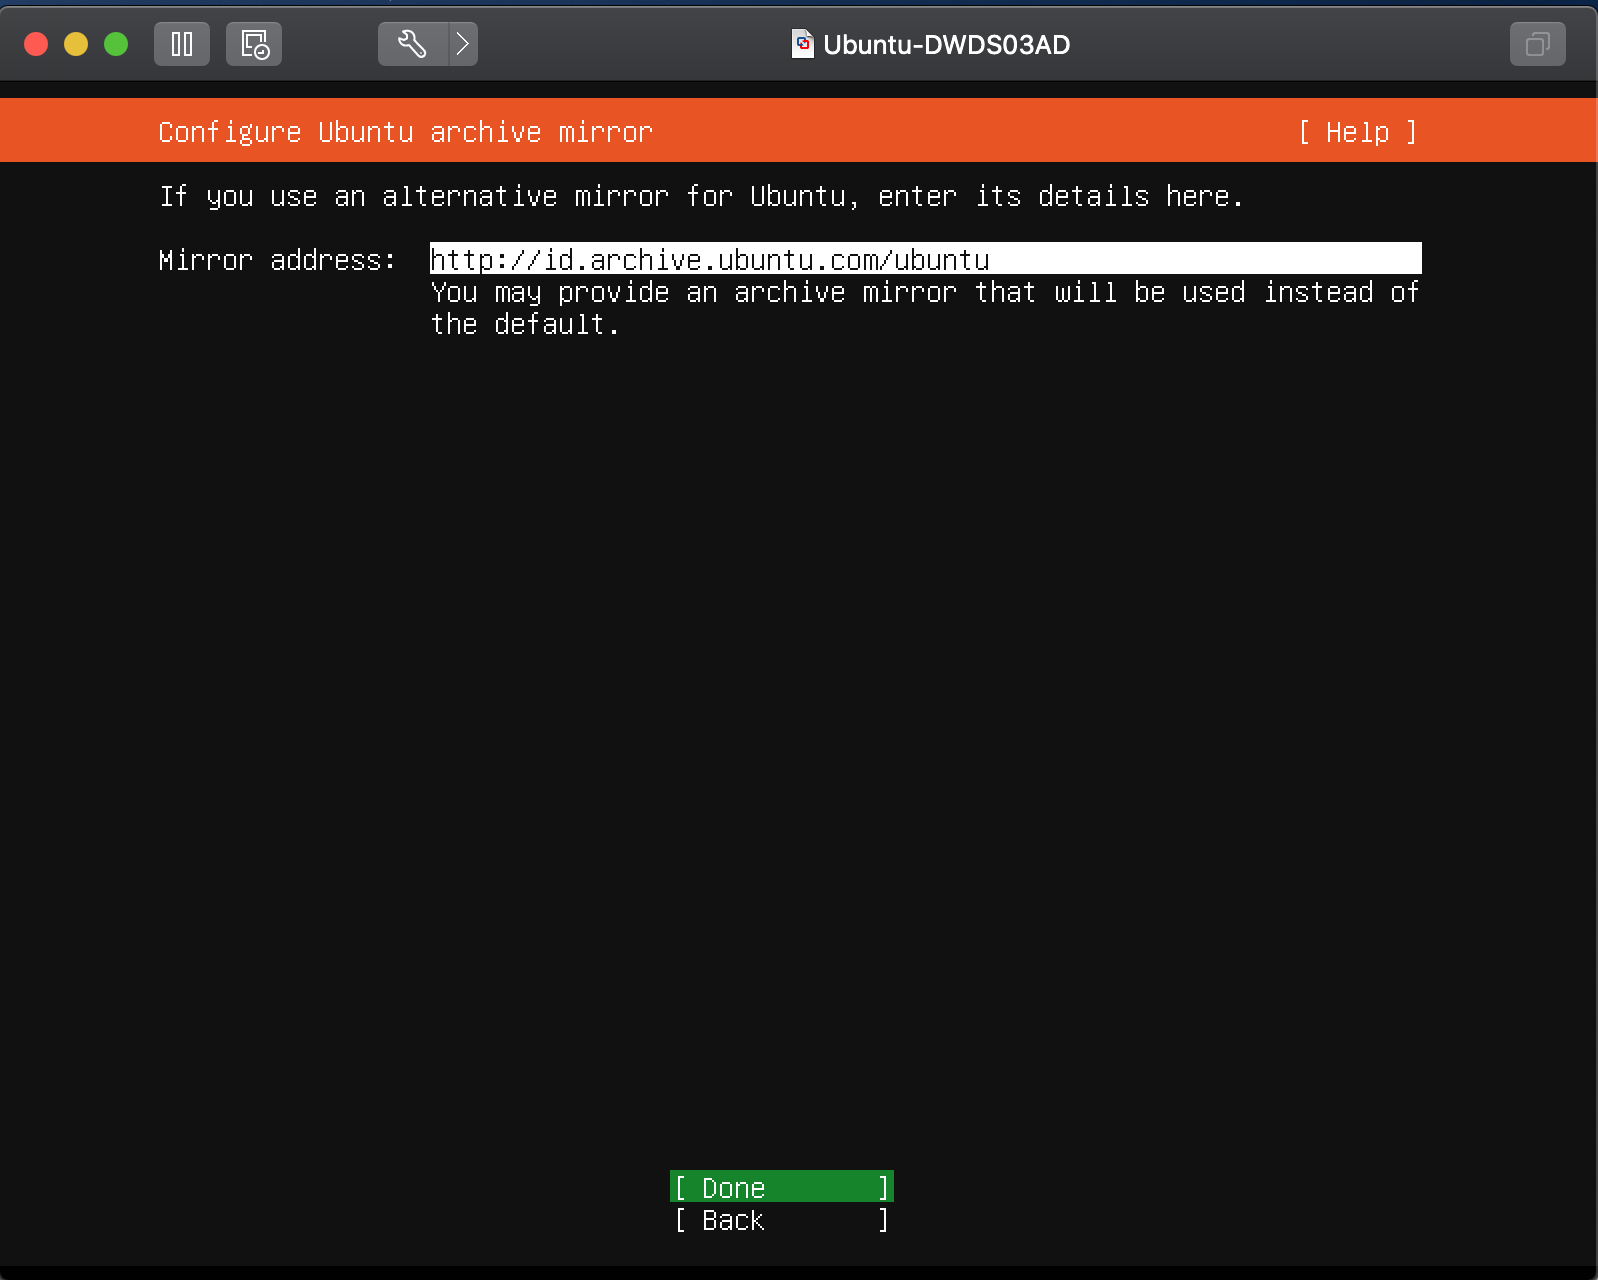 Ubuntu-DWDS03AD
Configure Ubuntu archive mirror [ Help ]
If you use an alternative mirror for Ubuntu, enter its details here.
Mirror address: http://id.archive.ubuntu.com/ubuntu
You may provide an archive mirror that will be used instead of
the default.
[ Done ]
[ Back ]